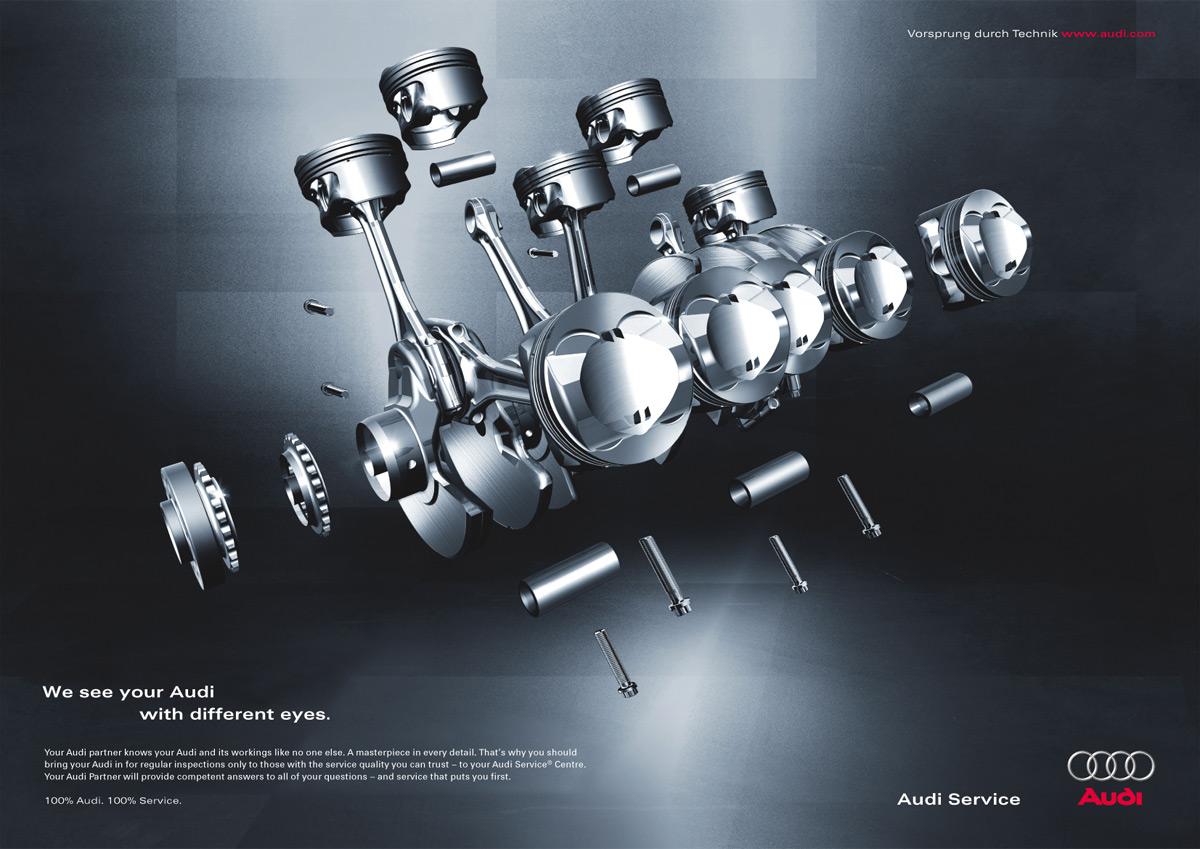 Vorsprung durch Technik www.audi.com
We see your Audi
with different eyes.
Your Audi partner knows your Audi and its workings like no one else. A masterpiece in every detail. That's why you should
bring your Audi in for regular inspections only to those with the service quality you can trust – to your Audi Service® Centre.
Your Audi Partner will provide competent answers to all of your questions – and service that puts you first.
100% Audi. 100% Service.
Audi Service
Audi